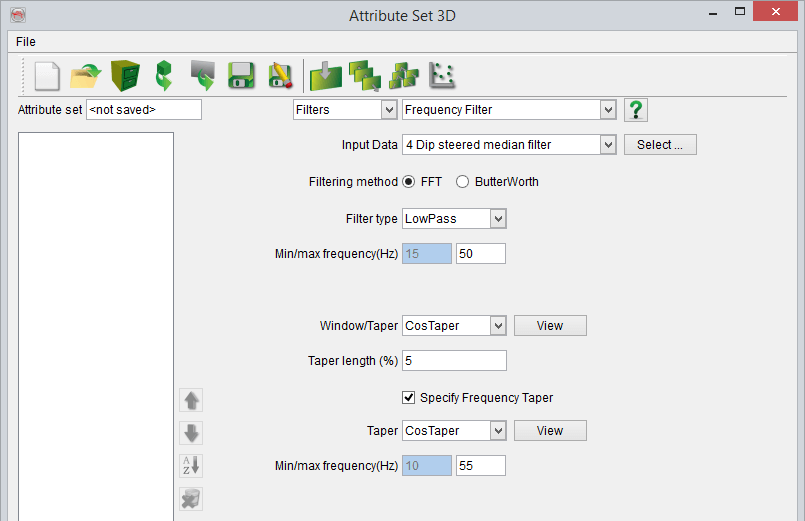 Attribute Set 3D
File
Attribute set <not saved> Filters Frequency Filter ?
Input Data 4 Dip steered median filter Select ...
Filtering method FFT ButterWorth
Filter type LowPass
Min/max frequency(Hz) 15 50
Window/Taper CosTaper View
Taper length (%) 5
Specify Frequency Taper
Taper CosTaper View
A
Z
Min/max frequency(Hz) 10 55